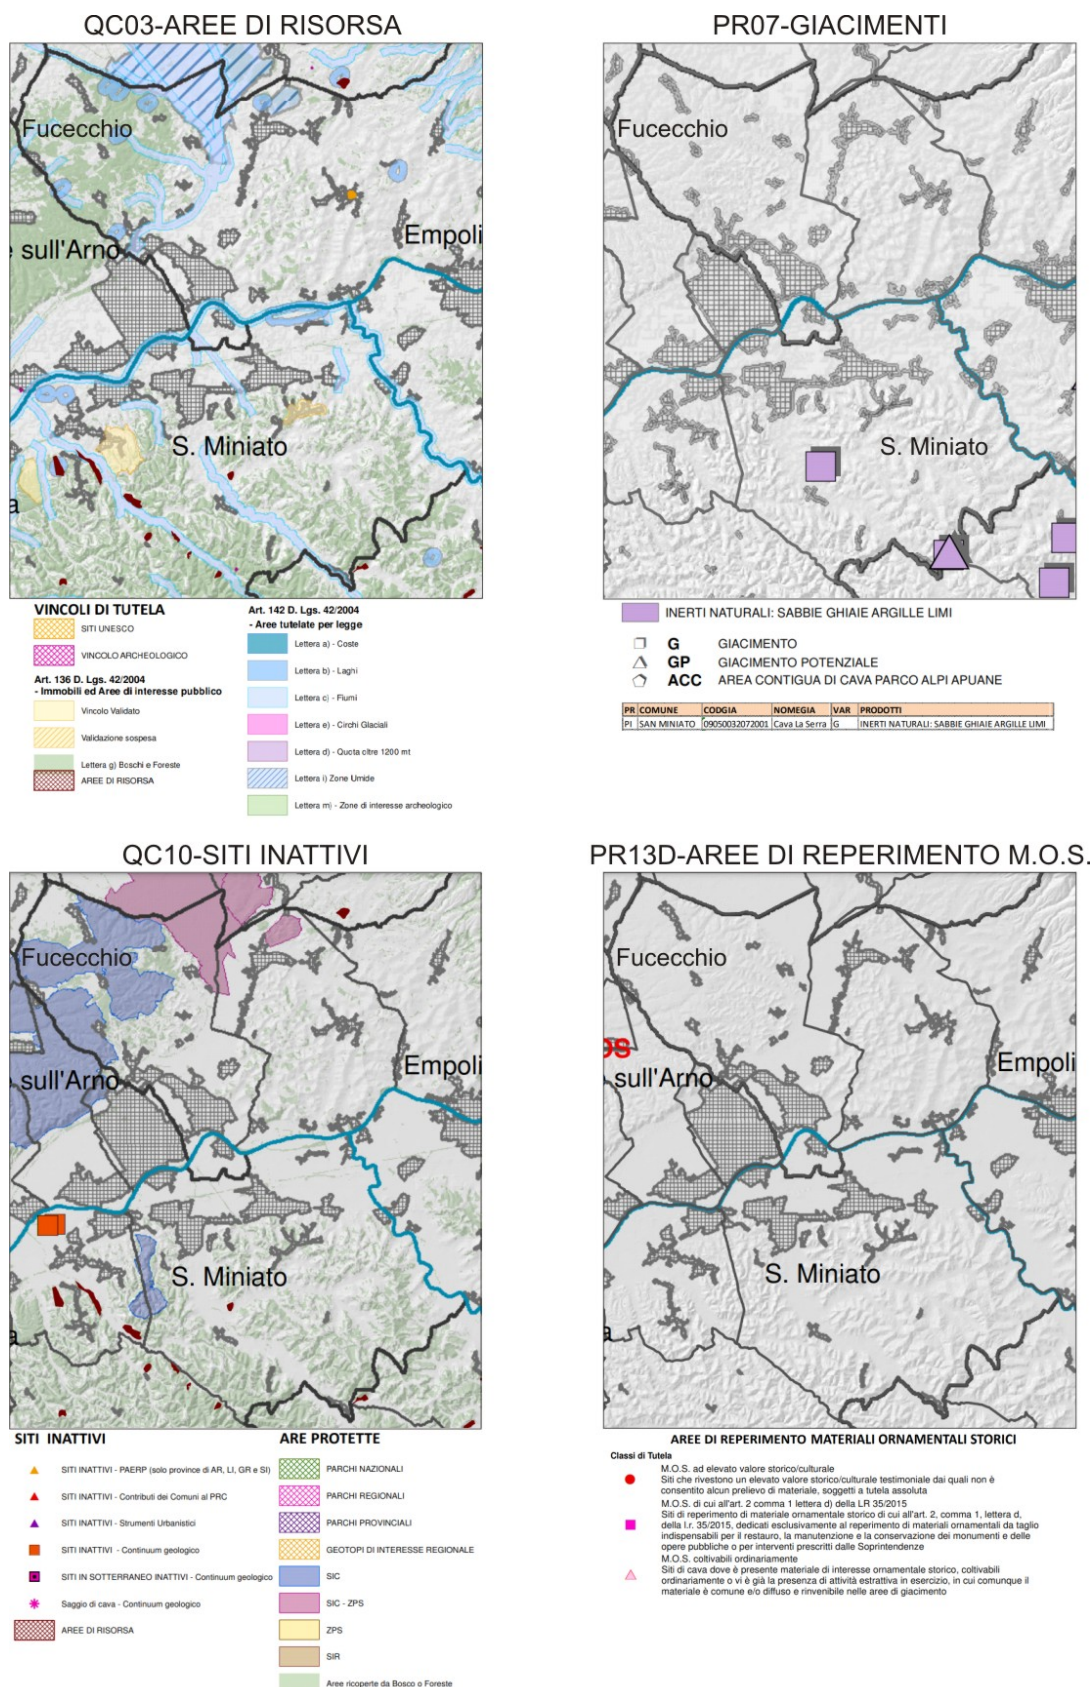 QC03-AREE DI RISORSA
Fucecchio
sull'Arno
Empoli
S. Miniato
a
VINCOLI DI TUTELA
SITI UNESCO
VINCOLO ARCHEOLOGICO
Art. 136 D. Lgs. 42/2004
- Immobili ed Aree di interesse pubblico
Vincolo Validato
Validazione sospesa
Lettera g) Boschi e Foreste
AREE DI RISORSA
Art. 142 D. Lgs. 42/2004
- Aree tutelate per legge
Lettera a) - Coste
Lettera b) - Laghi
Lettera c) - Fiumi
Lettera e) - Circhi Glaciali
Lettera d) - Quota oltre 1200 mt
Lettera i) Zone Umide
Lettera m) - Zone di interesse archeologico
PR07-GIACIMENTI
Fucecchio
S. Miniato
INERTI NATURALI: SABBIE GHIAIE ARGILLE LIMI
G GIACIMENTO
GP GIACIMENTO POTENZIALE
ACC AREA CONTIGUA DI CAVA PARCO ALPI APUANE
PR COMUNE CODGIA NOMEGIA VAR PRODOTTI
PI SAN MINIATO 09050032072001 Cava La Serra G INERTI NATURALI: SABBIE GHIAIE ARGILLE LIMI
QC10-SITI INATTIVI
Fucecchio
sull'Arno
Empoli
S. Miniato
a
SITI INATTIVI
SITI INATTIVI - PAERP (solo province di AR, LI, GR e SI)
SITI INATTIVI - Contributi dei Comuni al PRC
SITI INATTIVI - Strumenti Urbanistici
SITI INATTIVI - Continuum geologico
SITI IN SOTTERRANEO INATTIVI - Continuum geologico
Saggio di cava - Continuum geologico
AREE DI RISORSA
ARE PROTETTE
PARCHI NAZIONALI
PARCHI REGIONALI
PARCHI PROVINCIALI
GEOTOPI DI INTERESSE REGIONALE
SIC
SIC - ZPS
ZPS
SIR
Aree ricoperte da Bosco o Foreste
PR13D-AREE DI REPERIMENTO M.O.S.
Fucecchio
OS
sull'Arno
Empoli
S. Miniato
a
AREE DI REPERIMENTO MATERIALI ORNAMENTALI STORICI
Classi di Tutela
M.O.S. ad elevato valore storico/culturale
Siti che rivestono un elevato valore storico/culturale testimoniale dai quali non è
consentito alcun prelievo di materiale, soggetti a tutela assoluta
M.O.S. di cui all'art. 2 comma 1 lettera d) della LR 35/2015
Siti di reperimento di materiale ornamentale storico di cui all'art. 2, comma 1, lettera d,
della l.r. 35/2015, dedicati esclusivamente al reperimento di materiali ornamentali da taglio
indispensabili per il restauro, la manutenzione e la conservazione dei monumenti e delle
opere pubbliche o per interventi prescritti dalle Soprintendenze
M.O.S. coltivabili ordinariamente
Siti di cava dove è presente materiale di interesse ornamentale storico, coltivabili
ordinariamente o vi è già la presenza di attività estrattiva in esercizio, in cui comunque il
materiale è comune e/o diffuso e rinvenibile nelle aree di giacimento